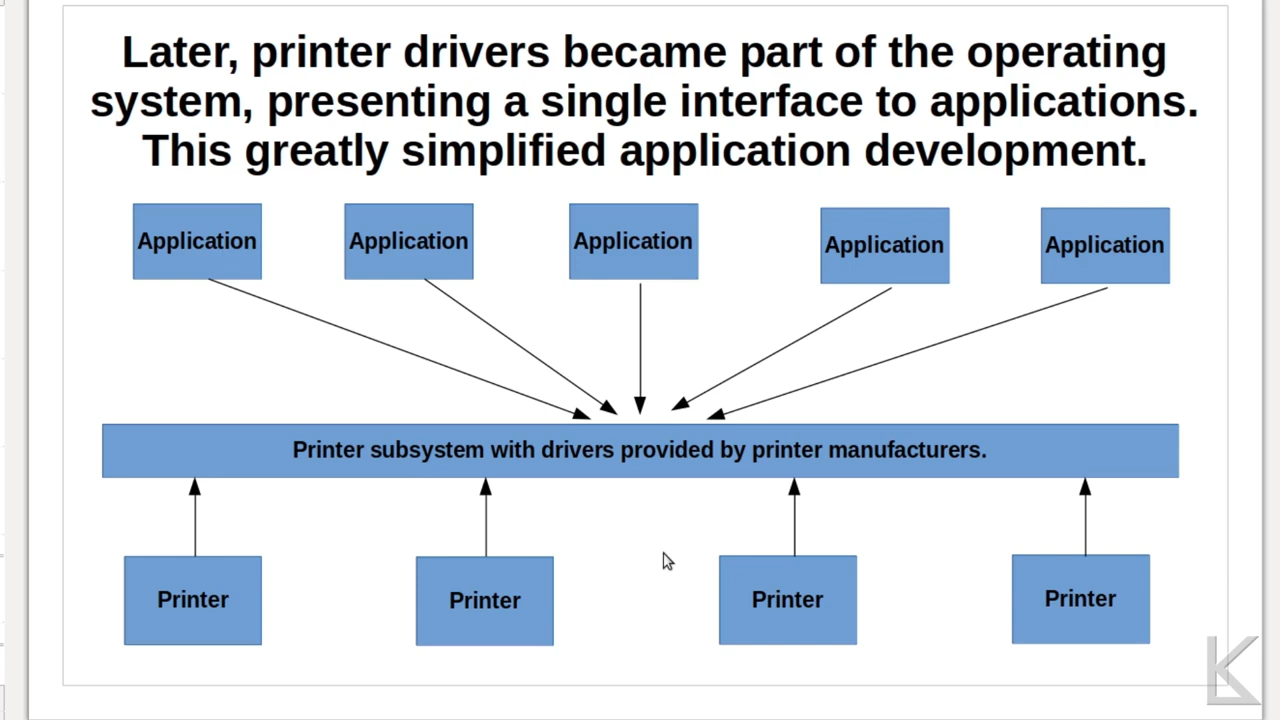 Later, printer drivers became part of the operating
system, presenting a single interface to applications.
This greatly simplified application development.
Application Application Application Application Application
Printer subsystem with drivers provided by printer manufacturers.
Printer Printer Printer Printer
K